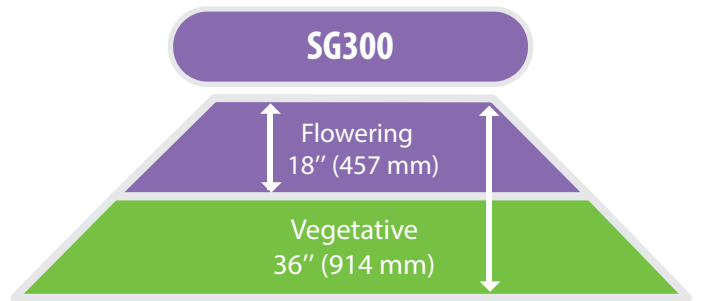 SG300
Flowering
18’’ (457 mm)
Vegetative
36’’ (914 mm)